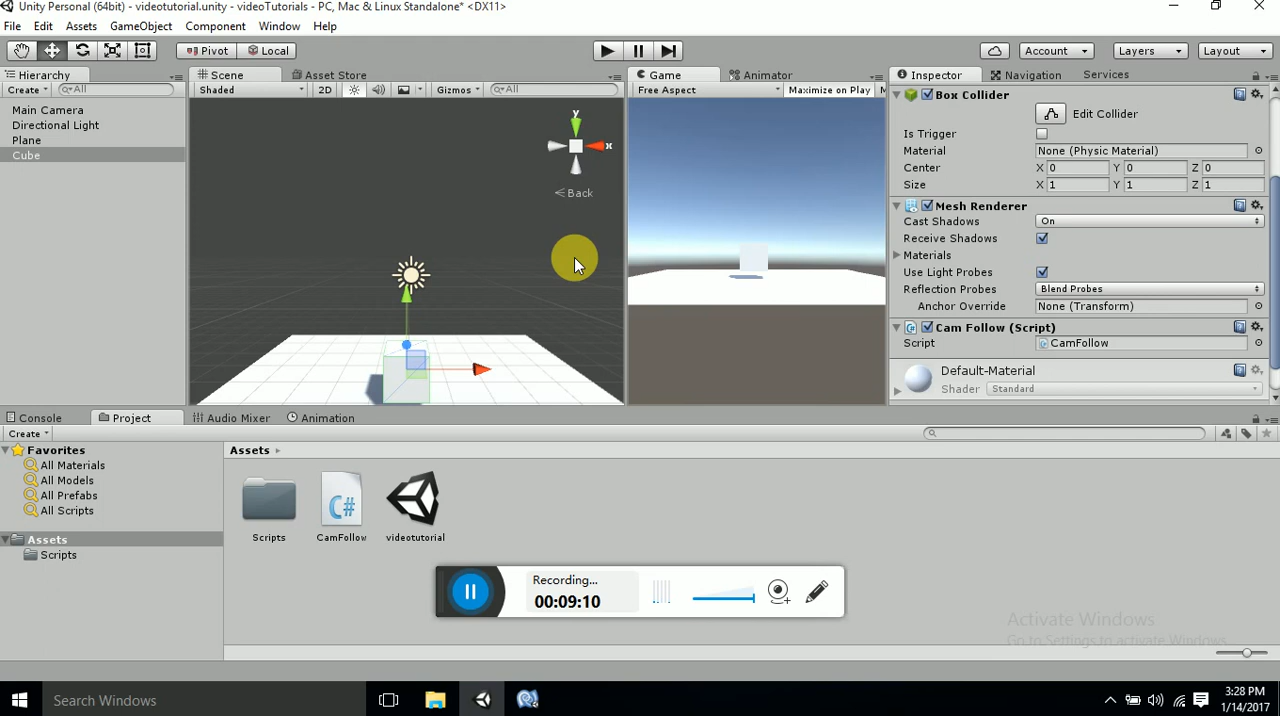 Unity Personal (64bit) - videotutorial.unity - videoTutorials - PC, Mac & Linux Standalone* <DX11>
File Edit Assets GameObject Component Window Help
Pivot Local Account Layers Layout
Hierarchy
Create All
Main Camera
Directional Light
Plane
Cube
Scene Asset Store
Shaded 2D Gizmos All
y
x
Back
Game Animator
Free Aspect Maximize on Play M
Inspector Navigation Services
Box Collider
Edit Collider
Is Trigger
Material None (Physic Material)
Center X 0 Y 0 Z 0
Size X 1 Y 1 Z 1
Mesh Renderer
Cast Shadows On
Receive Shadows
Materials
Use Light Probes
Reflection Probes Blend Probes
Anchor Override None (Transform)
Cam Follow (Script)
Script CamFollow
Default-Material
Shader Standard
Console Project Audio Mixer Animation
Create
Favorites
All Materials
All Models
All Prefabs
All Scripts
Assets
Scripts
Assets
C#
Scripts CamFollow videotutorial
Recording...
00:09:10
Activate Windows
Go to Settings to activate Windows.
Search Windows
3:28 PM
1/14/2017